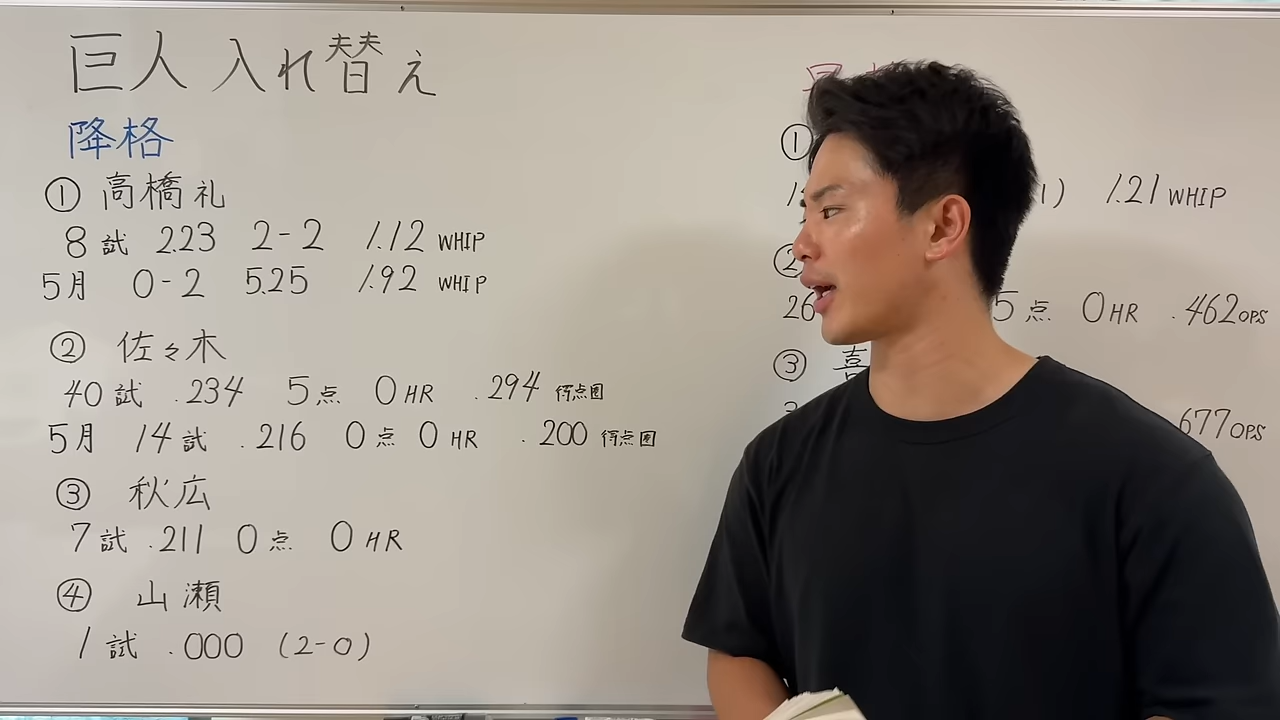 巨人 入れ替え
降格
① 高橋礼
8試 2.23 2-2 1.12 WHIP
5月 0-2 5.25 1.92 WHIP
② 佐々木
40試 .234 5点 0HR .294 得点圏
5月 14試 .216 0点 0HR .200 得点圏
③ 秋広
7試 .211 0点 0HR
④ 山瀬
1試 .000 (2-0)
①
1) 1.21 WHIP
②
26 5点 0HR .462 OPS
③ 喜
677 OPS